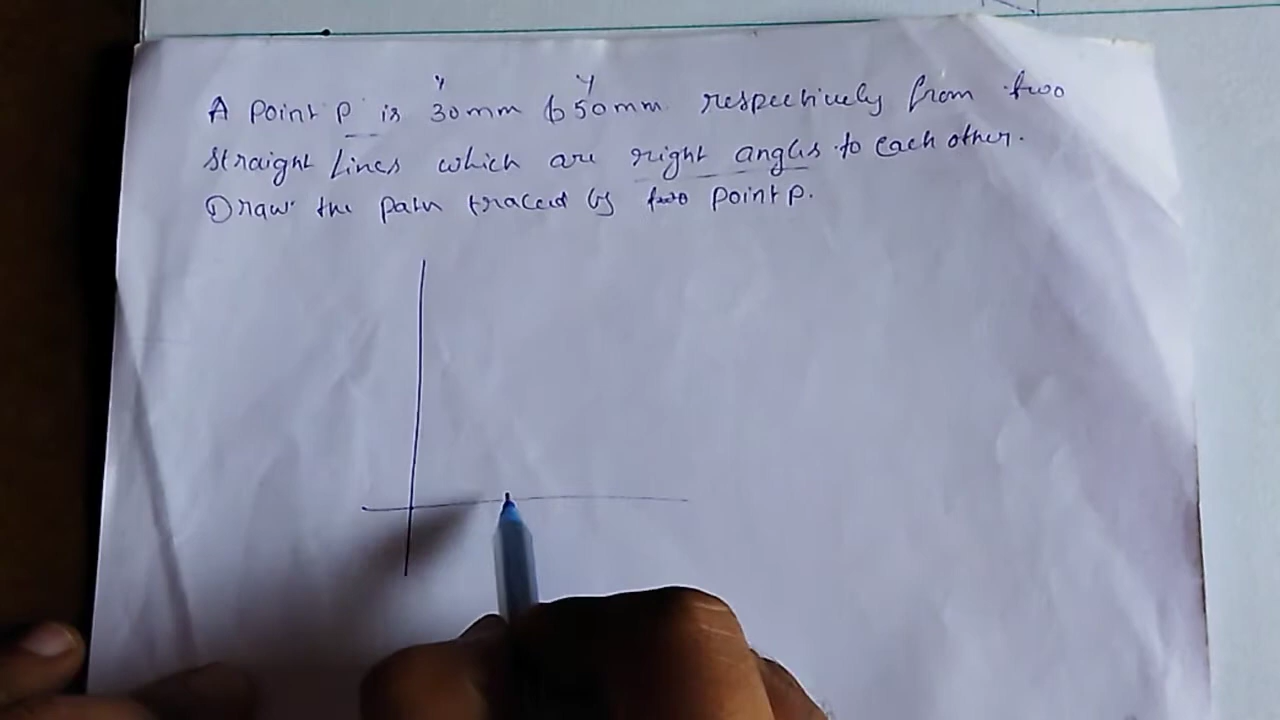 x y
A point P is 30mm & 50mm respectively from two
straight lines which are right angles to each other.
Draw the path traced by two point P.